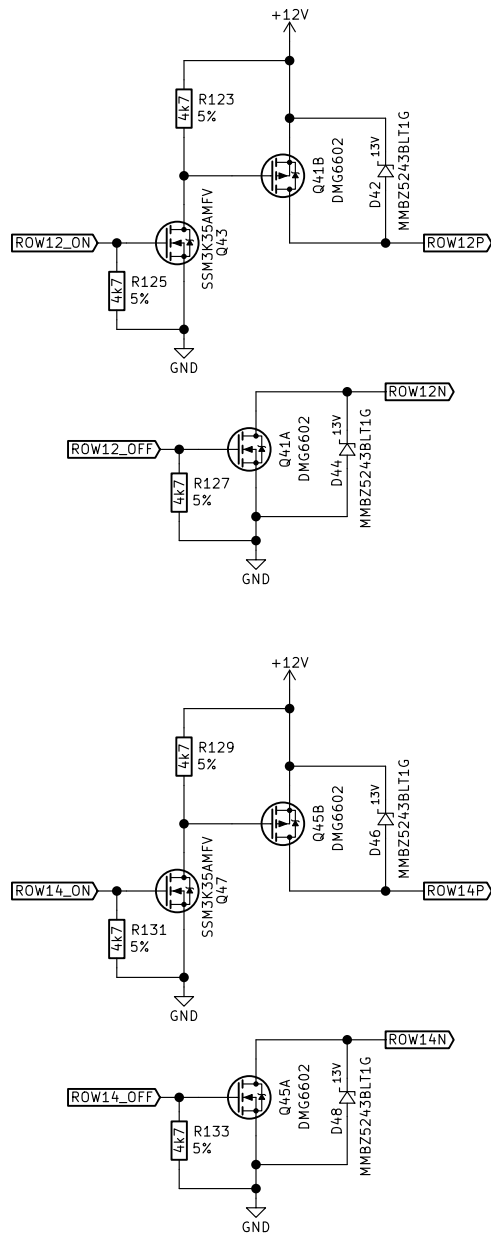 +12V
4k7
R123
5%
Q41B
DMG6602
13V
D42
MMBZ5243BLT1G
ROW12_ON
SSM3K35AMFV
Q43
ROW12P
4k7
R125
5%
GND
ROW12N
ROW12_OFF
Q41A
DMG6602
13V
D44
MMBZ5243BLT1G
4k7
R127
5%
GND
+12V
4k7
R129
5%
Q45B
DMG6602
13V
D46
MMBZ5243BLT1G
ROW14_ON
SSM3K35AMFV
Q47
ROW14P
4k7
R131
5%
GND
ROW14N
ROW14_OFF
Q45A
DMG6602
13V
D48
MMBZ5243BLT1G
4k7
R133
5%
GND